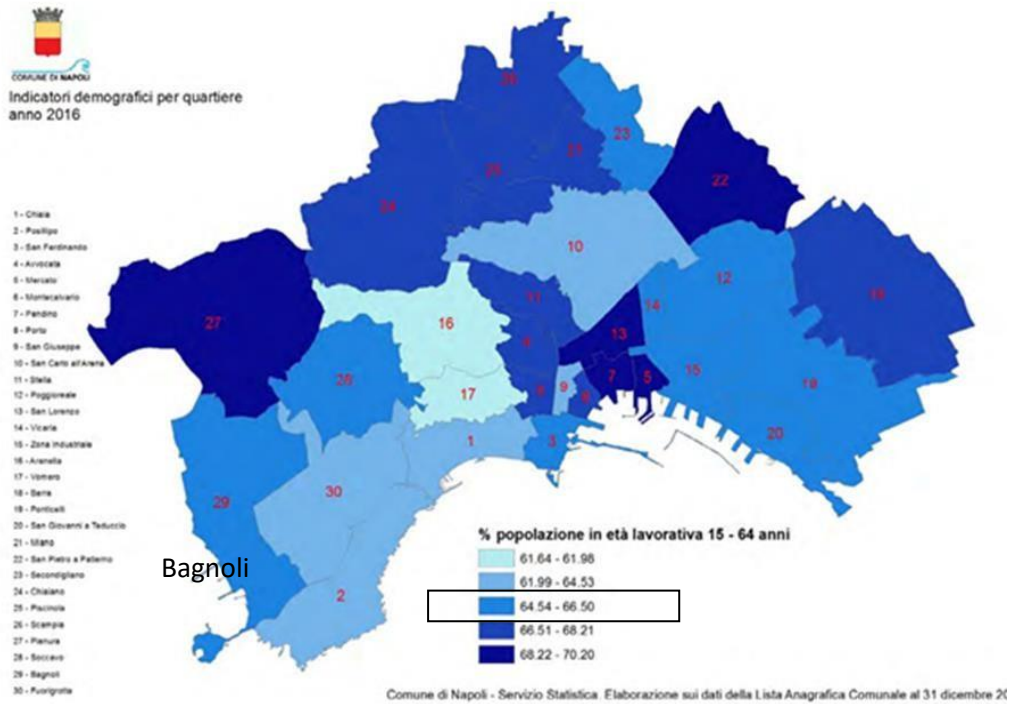 COMUNE DI NAPOLI
Indicatori demografici per quartiere
anno 2016
1 - Chiaia
2 - Posillipo
3 - San Ferdinando
4 - Avvocata
5 - Mercato
6 - Montecalvario
7 - Pendino
8 - Porto
9 - San Giuseppe
10 - San Carlo all'Arena
11 - Stella
12 - Poggioreale
13 - San Lorenzo
14 - Vicaria
15 - Zona Industriale
16 - Arenella
17 - Vomero
18 - Barra
19 - Ponticelli
20 - San Giovanni a Teduccio
21 - Miano
22 - San Pietro a Patierno
23 - Secondigliano
24 - Chiaiano
25 - Piscinola
26 - Scampia
27 - Pianura
28 - Soccavo
29 - Bagnoli
30 - Fuorigrotta
26
23
21
25
22
24
10
12
11
14
27
16
13
28
17
9
7
5
15
1
3
20
30
29
Bagnoli
2
% popolazione in età lavorativa 15 - 64 anni
61.64 - 61.98
61.99 - 64.53
64.54 - 66.50
66.51 - 68.21
68.22 - 70.20
Comune di Napoli - Servizio Statistica: Elaborazione sui dati della Lista Anagrafica Comunale al 31 dicembre